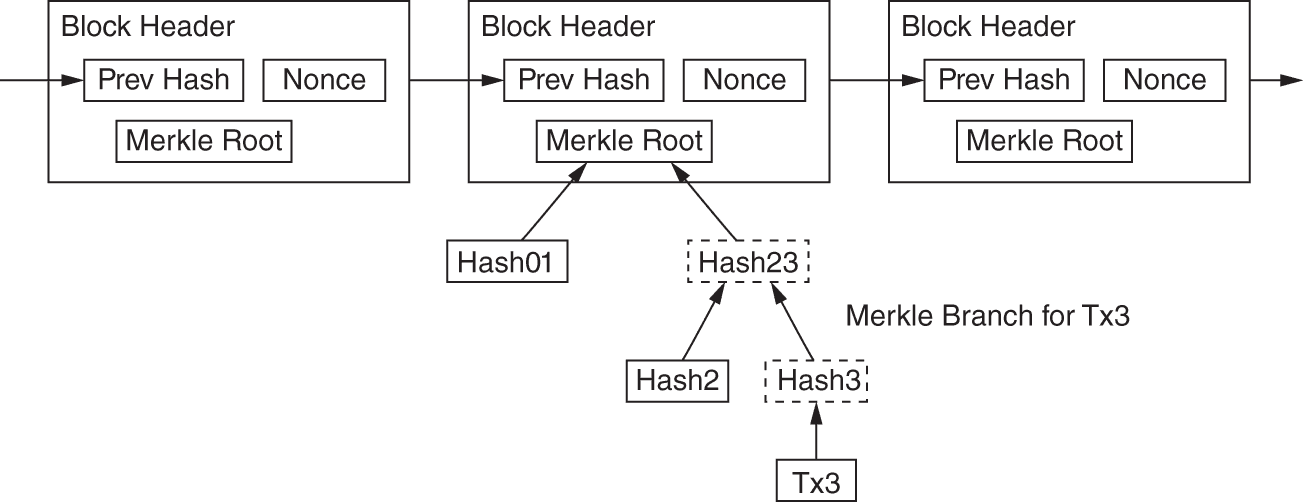 Block Header
Block Header
Block Header
Prev Hash
Nonce
Prev Hash
Nonce
Prev Hash
Nonce
Merkle Root
Merkle Root
Merkle Root
Hash01
Hash23
Merkle Branch for Tx3
Hash2
Hash3
Tx3